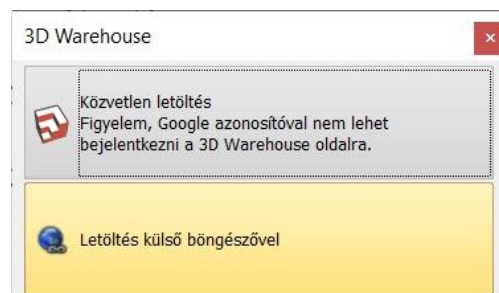 3D Warehouse
Közvetlen letöltés
Figyelem, Google azonosítóval nem lehet
bejelentkezni a 3D Warehouse oldalra.
Letöltés külső böngészővel